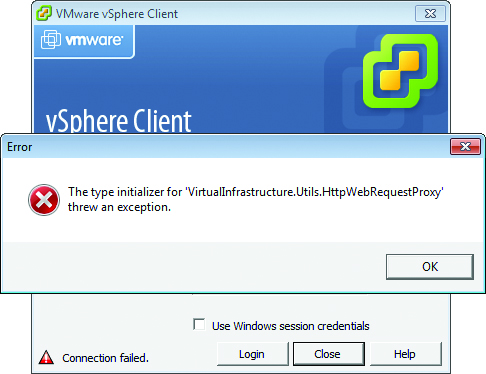 VMware vSphere Client
vmware
vSphere Client
Error
The type initializer for 'VirtualInfrastructure.Utils.HttpWebRequestProxy'
threw an exception.
OK
Use Windows session credentials
Connection failed.
Login
Close
Help